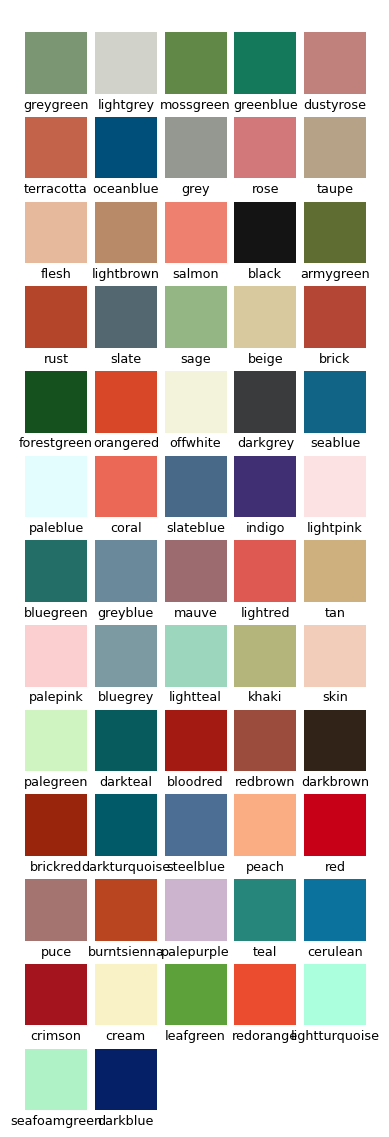 greygreen lightgrey mossgreen greenblue dustyrose
terracotta oceanblue grey rose taupe
flesh lightbrown salmon black armygreen
rust slate sage beige brick
forestgreen orangered offwhite darkgrey seablue
paleblue coral slateblue indigo lightpink
bluegreen greyblue mauve lightred tan
palepink bluegrey lightteal khaki skin
palegreen darkteal bloodred redbrown darkbrown
brickred darkturquoise steelblue peach red
puce burntsienna palepurple teal cerulean
crimson cream leafgreen redorange lightturquoise
seafoamgreen darkblue